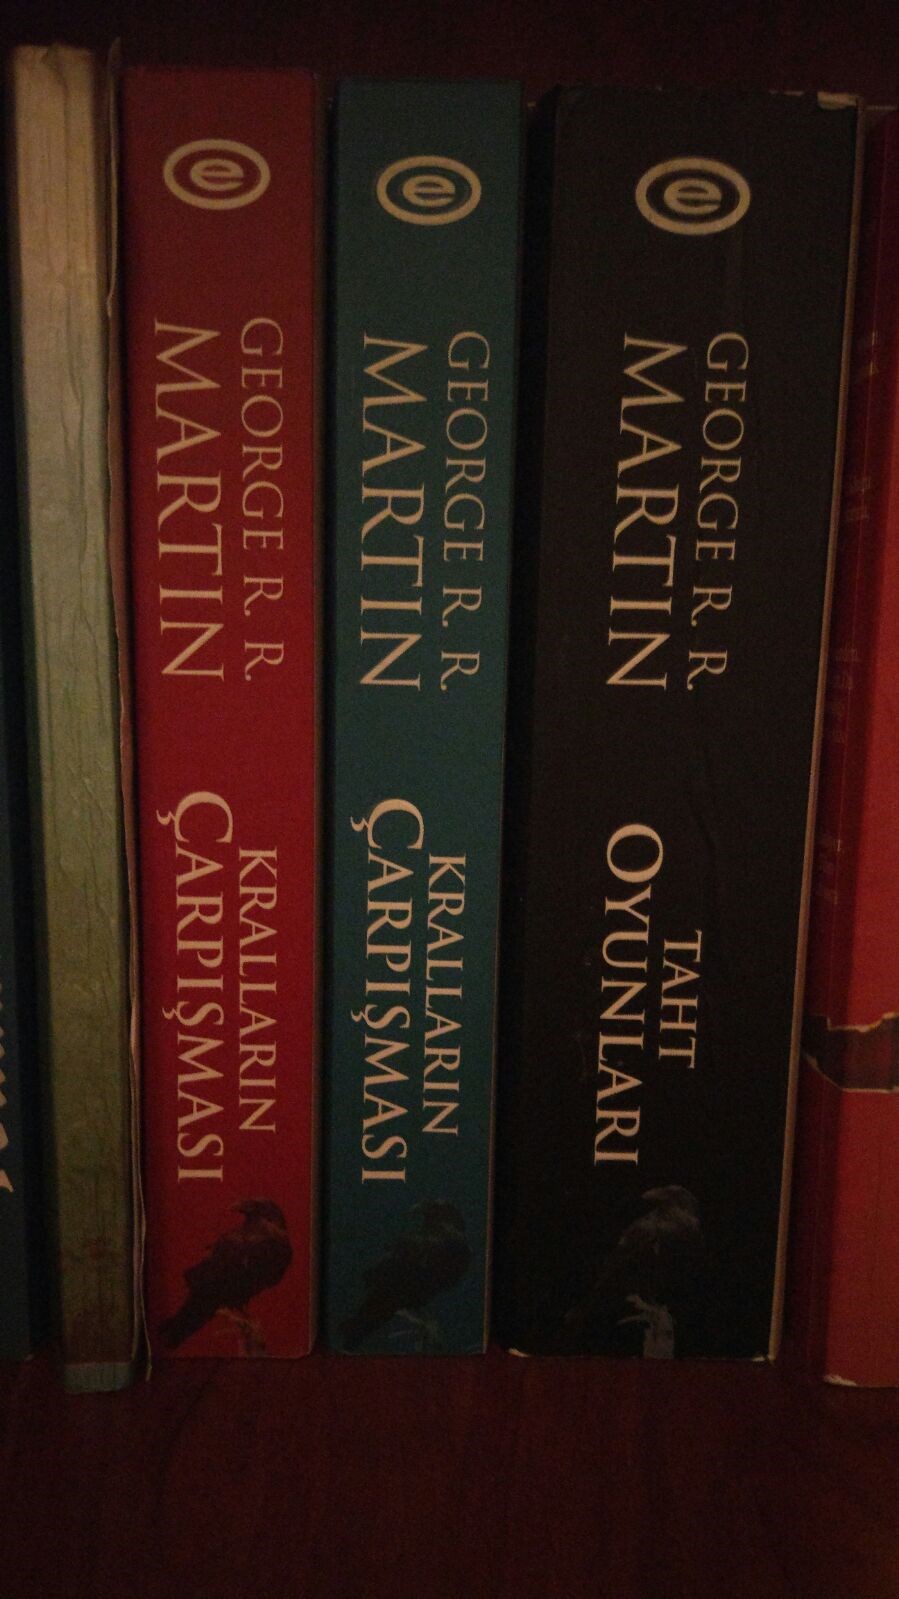 e
GEORGE R. R.
MARTIN
KRALLARIN
ÇARPIŞMASI
e
GEORGE R. R.
MARTIN
KRALLARIN
ÇARPIŞMASI
e
GEORGE R. R.
MARTIN
TAHT
OYUNLARI